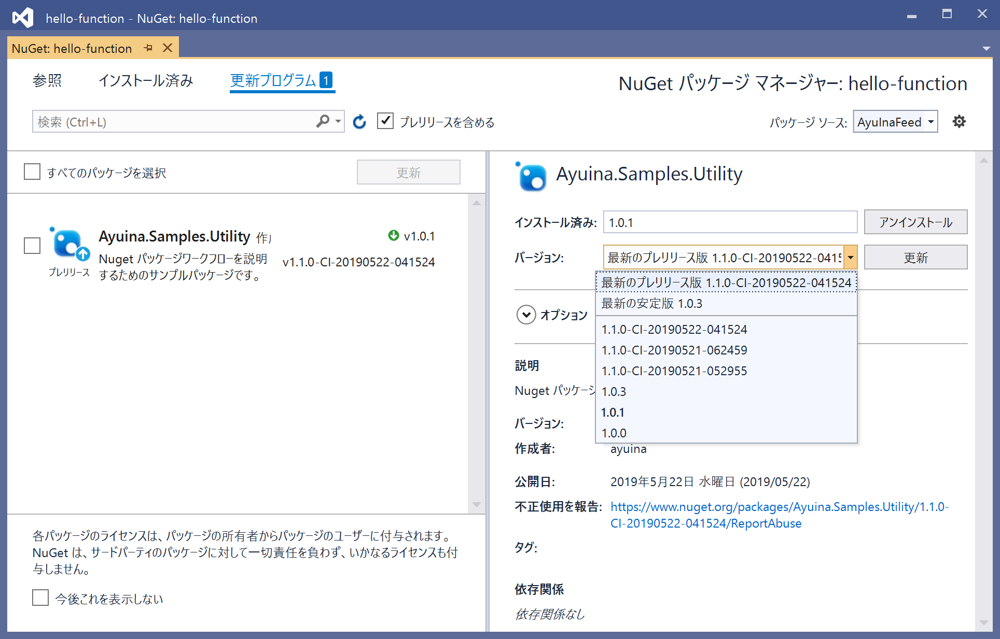 hello-function - NuGet: hello-function
NuGet: hello-function
参照
インストール済み
更新プログラム 1
NuGet パッケージ マネージャー: hello-function
検索 (Ctrl+L)
プレリリースを含める
パッケージ ソース:
AyuInaFeed
すべてのパッケージを選択
更新
Ayuina.Samples.Utility 作
v1.0.1
プレリリース
Nuget パッケージワークフローを説明
するためのサンプルパッケージです。
v1.1.0-CI-20190522-041524
各パッケージのライセンスは、パッケージの所有者からパッケージのユーザーに付与されます。
NuGet は、サードパーティのパッケージに対して一切責任を負わず、いかなるライセンスも付
与しません。
今後これを表示しない
Ayuina.Samples.Utility
インストール済み:
1.0.1
アンインストール
バージョン:
最新のプレリリース版 1.1.0-CI-20190522-0415
更新
最新のプレリリース版 1.1.0-CI-20190522-041524
最新の安定版 1.0.3
1.1.0-CI-20190522-041524
1.1.0-CI-20190521-062459
1.1.0-CI-20190521-052955
1.0.3
1.0.1
1.0.0
オプション
説明
Nuget パッケージ
バージョン:
作成者:
ayuina
公開日:
2019年5月22日 水曜日 (2019/05/22)
不正使用を報告:
https://www.nuget.org/packages/Ayuina.Samples.Utility/1.1.0-
CI-20190522-041524/ReportAbuse
タグ:
依存関係
依存関係なし